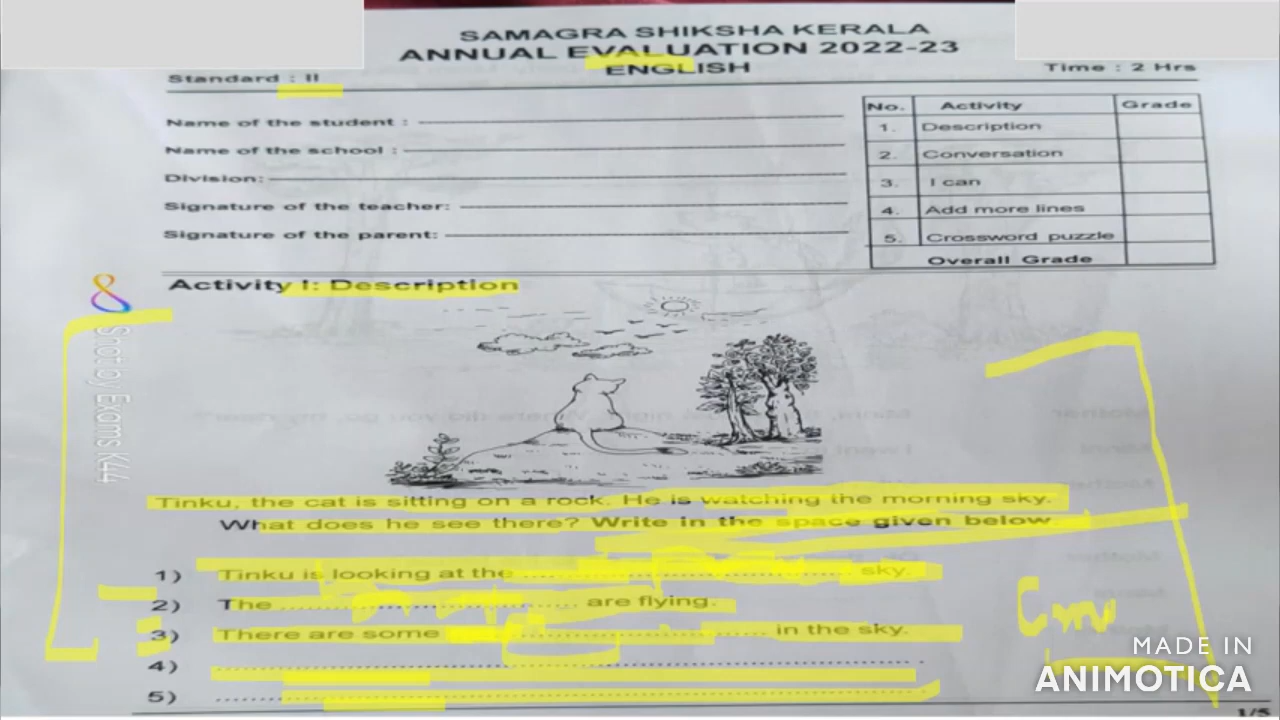 SAMAGRA SHIKSHA KERALA
ANNUAL EVALUATION 2022-23
ENGLISH
Standard : II
Time : 2 Hrs
Name of the student :
Name of the school :
Division:
Signature of the teacher:
Signature of the parent:
No. Activity Grade
1. Description
2. Conversation
3. I can
4. Add more lines
5. Crossword puzzle
Overall Grade
Activity I: Description
Shot by Exoms K44
Tinku, the cat is sitting on a rock. He is watching the morning sky.
What does he see there? Write in the space given below.
1) Tinku is looking at the .................................... sky.
2) The .................................... are flying.
3) There are some .................................... in the sky.
4) ....................................
5) ....................................
MADE IN
ANIMOTICA
1/5